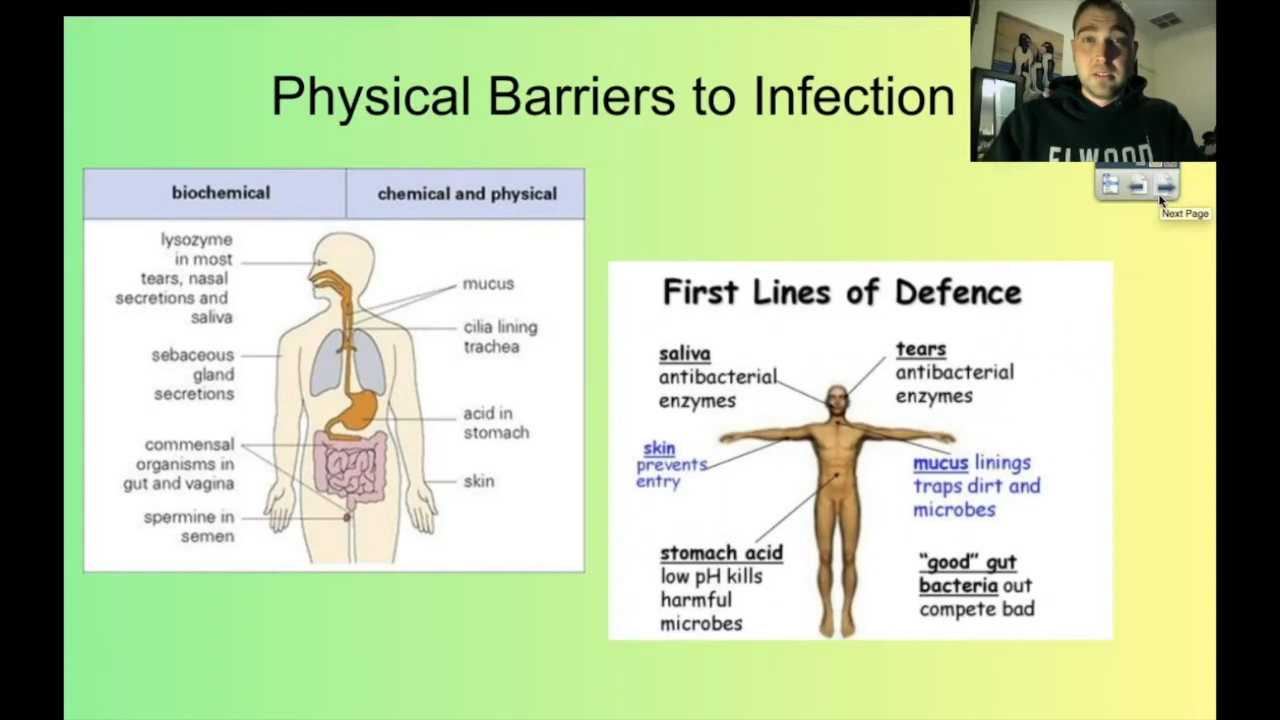 Physical Barriers to Infection
ELWOOD
Next Page
biochemical
chemical and physical
lysozyme
in most
tears, nasal
secretions and
saliva
sebaceous
gland
secretions
commensal
organisms in
gut and vagina
spermine in
semen
mucus
cilia lining
trachea
acid in
stomach
skin
First Lines of Defence
saliva
antibacterial
enzymes
tears
antibacterial
enzymes
skin
prevents
entry
mucus linings
traps dirt and
microbes
stomach acid
low pH kills
harmful
microbes
"good" gut
bacteria out
compete bad